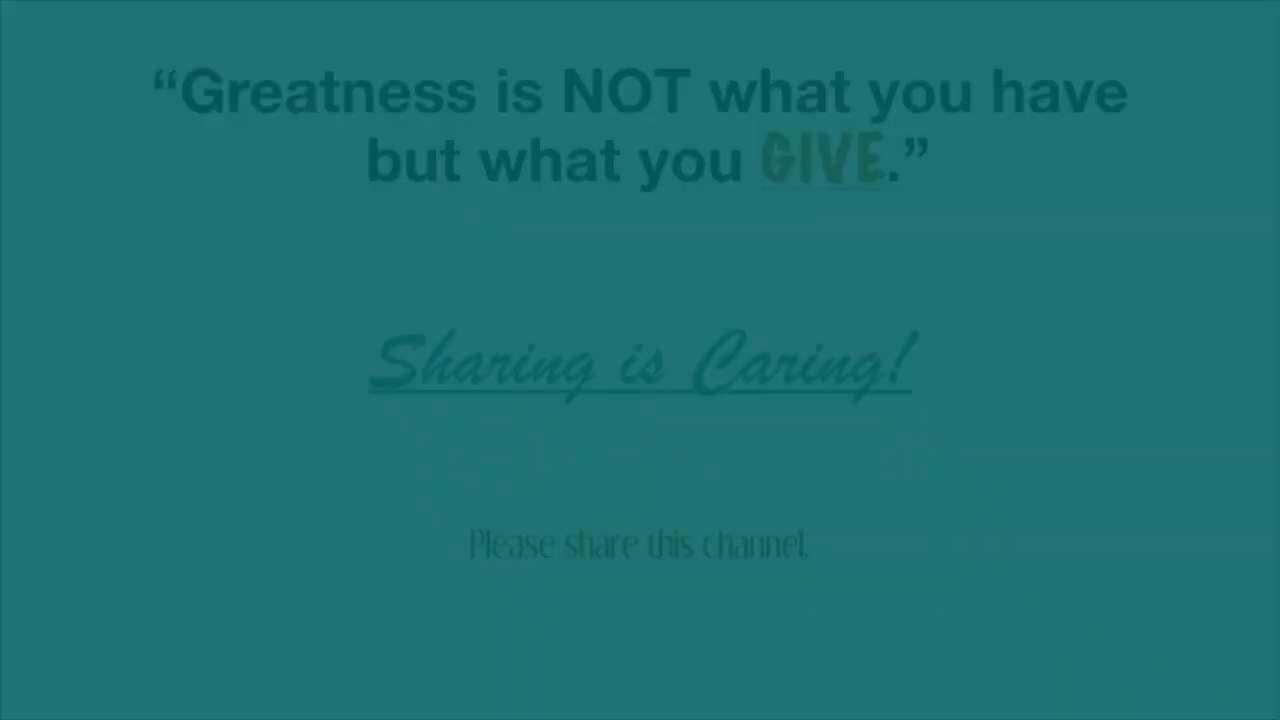 “Greatness is NOT what you have
but what you GIVE.”
Sharing is Caring!
Please share this channel.